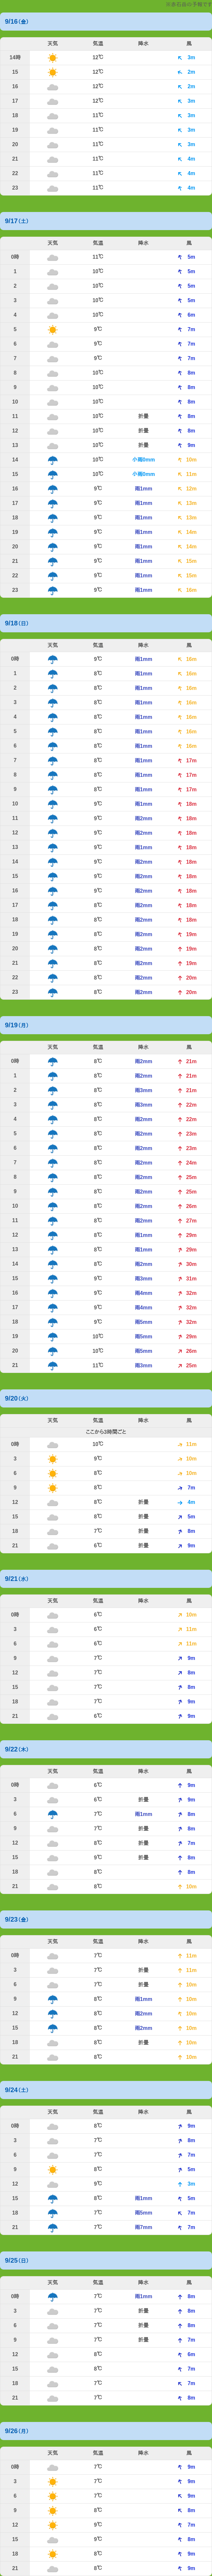 9/16(金)
天気 気温 降水 風
14時 12℃ 3m
15 12℃ 2m
16 12℃ 2m
17 12℃ 3m
18 11℃ 3m
19 11℃ 3m
20 11℃ 3m
21 11℃ 4m
22 11℃ 4m
23 11℃ 4m
9/17(土)
天気 気温 降水 風
0時 11℃ 5m
1 10℃ 5m
2 10℃ 5m
3 10℃ 5m
4 10℃ 6m
5 9℃ 7m
6 9℃ 7m
7 9℃ 7m
8 10℃ 8m
9 10℃ 8m
10 10℃ 8m
11 10℃ 折曇 8m
12 10℃ 折曇 8m
13 10℃ 折曇 9m
14 10℃ 小雨0mm 10m
15 10℃ 小雨0mm 11m
16 9℃ 雨1mm 12m
17 9℃ 雨1mm 13m
18 9℃ 雨1mm 13m
19 9℃ 雨1mm 14m
20 9℃ 雨1mm 14m
21 9℃ 雨1mm 15m
22 9℃ 雨1mm 15m
23 9℃ 雨1mm 16m
9/18(日)
天気 気温 降水 風
0時 9℃ 雨1mm 16m
1 8℃ 雨1mm 16m
2 8℃ 雨1mm 16m
3 8℃ 雨1mm 16m
4 8℃ 雨1mm 16m
5 8℃ 雨1mm 16m
6 8℃ 雨1mm 16m
7 8℃ 雨1mm 17m
8 8℃ 雨1mm 17m
9 8℃ 雨1mm 17m
10 9℃ 雨1mm 18m
11 9℃ 雨2mm 18m
12 9℃ 雨2mm 18m
13 9℃ 雨1mm 18m
14 9℃ 雨2mm 18m
15 9℃ 雨2mm 18m
16 9℃ 雨2mm 18m
17 8℃ 雨2mm 18m
18 8℃ 雨2mm 18m
19 8℃ 雨2mm 19m
20 8℃ 雨2mm 19m
21 8℃ 雨2mm 19m
22 8℃ 雨2mm 20m
23 8℃ 雨2mm 20m
9/19(月)
天気 気温 降水 風
0時 8℃ 雨2mm 21m
1 8℃ 雨2mm 21m
2 8℃ 雨3mm 21m
3 8℃ 雨3mm 22m
4 8℃ 雨2mm 22m
5 8℃ 雨2mm 23m
6 8℃ 雨2mm 23m
7 8℃ 雨2mm 24m
8 8℃ 雨2mm 25m
9 8℃ 雨2mm 25m
10 8℃ 雨2mm 26m
11 8℃ 雨2mm 27m
12 8℃ 雨1mm 29m
13 8℃ 雨1mm 29m
14 8℃ 雨2mm 30m
15 9℃ 雨3mm 31m
16 9℃ 雨4mm 32m
17 9℃ 雨4mm 32m
18 9℃ 雨5mm 32m
19 10℃ 雨5mm 29m
20 10℃ 雨5mm 26m
21 11℃ 雨3mm 25m
9/20(火)
天気 気温 降水 風
ここから3時間ごと
0時 10℃ 11m
3 9℃ 10m
6 8℃ 10m
9 8℃ 7m
12 8℃ 折曇 4m
15 8℃ 折曇 5m
18 7℃ 折曇 8m
21 6℃ 折曇 9m
9/21(水)
天気 気温 降水 風
0時 6℃ 10m
3 6℃ 11m
6 6℃ 11m
9 7℃ 9m
12 7℃ 8m
15 7℃ 8m
18 7℃ 9m
21 6℃ 9m
9/22(木)
天気 気温 降水 風
0時 6℃ 9m
3 6℃ 折曇 9m
6 7℃ 雨1mm 8m
9 7℃ 折曇 8m
12 8℃ 折曇 7m
15 9℃ 折曇 8m
18 8℃ 8m
21 8℃ 10m
9/23(金)
天気 気温 降水 風
0時 7℃ 11m
3 7℃ 折曇 11m
6 7℃ 折曇 10m
9 8℃ 雨1mm 10m
12 8℃ 雨2mm 10m
15 8℃ 雨2mm 10m
18 8℃ 折曇 10m
21 8℃ 10m
9/24(土)
天気 気温 降水 風
0時 8℃ 9m
3 7℃ 8m
6 7℃ 7m
9 8℃ 5m
12 9℃ 3m
15 8℃ 雨1mm 5m
18 7℃ 雨5mm 7m
21 7℃ 雨7mm 7m
9/25(日)
天気 気温 降水 風
0時 7℃ 雨1mm 8m
3 7℃ 折曇 8m
6 7℃ 折曇 8m
9 7℃ 折曇 7m
12 8℃ 6m
15 8℃ 7m
18 7℃ 7m
21 7℃ 8m
9/26(月)
天気 気温 降水 風
0時 7℃ 9m
3 7℃ 8m
6 7℃ 9m
9 8℃ 8m
12 9℃ 7m
15 9℃ 8m
18 8℃ 9m
21 8℃ 9m